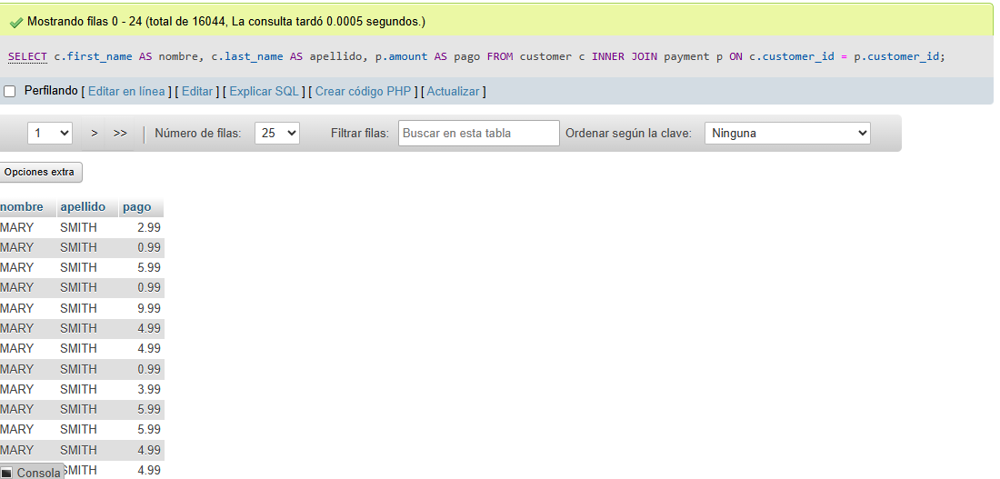 Mostrando filas 0 - 24 (total de 16044, La consulta tardó 0.0005 segundos.)
SELECT c.first_name AS nombre, c.last_name AS apellido, p.amount AS pago FROM customer c INNER JOIN payment p ON c.customer_id = p.customer_id;
Perfilando [ Editar en línea ] [ Editar ] [ Explicar SQL ] [ Crear código PHP ] [ Actualizar ]
1 > >> | Número de filas: 25 Filtrar filas: Buscar en esta tabla Ordenar según la clave: Ninguna
Opciones extra
nombre apellido pago
MARY SMITH 2.99
MARY SMITH 0.99
MARY SMITH 5.99
MARY SMITH 0.99
MARY SMITH 9.99
MARY SMITH 4.99
MARY SMITH 4.99
MARY SMITH 0.99
MARY SMITH 3.99
MARY SMITH 5.99
MARY SMITH 5.99
MARY SMITH 4.99
Consola SMITH 4.99